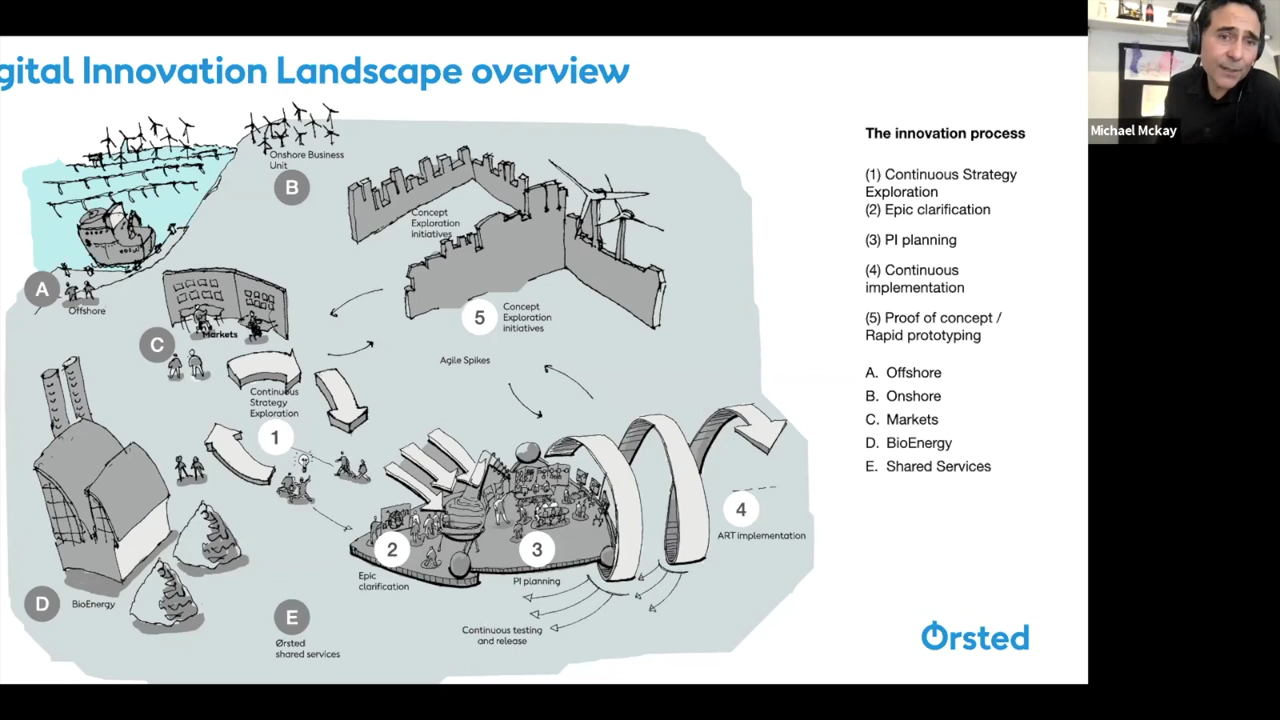 gital Innovation Landscape overview
Michael Mckay
Onshore Business
Unit
B
Concept
Exploration
initiatives
A
Offshore
Markets
C
5
Concept
Exploration
initiatives
Agile Spikes
Continuous
Strategy
Exploration
1
2
Epic
clarification
3
PI planning
4
ART implementation
Continuous testing
and release
D
BioEnergy
E
Ørsted
shared services
The innovation process
(1) Continuous Strategy
Exploration
(2) Epic clarification
(3) PI planning
(4) Continuous
implementation
(5) Proof of concept /
Rapid prototyping
A. Offshore
B. Onshore
C. Markets
D. BioEnergy
E. Shared Services
Ørsted